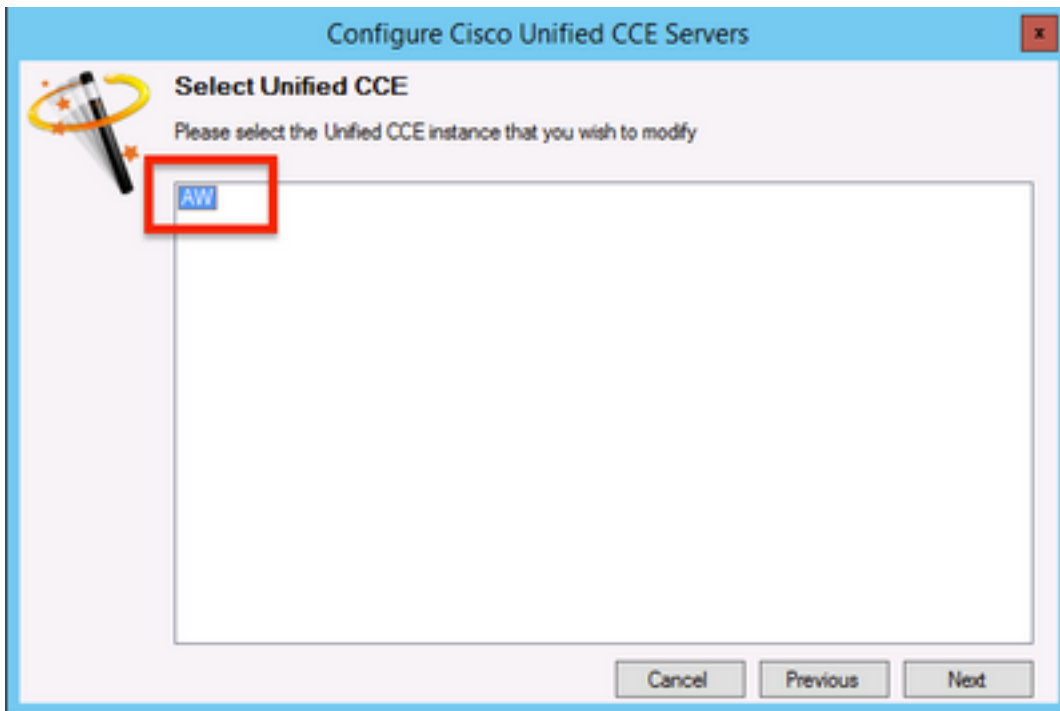 Configure Cisco Unified CCE Servers
x
Select Unified CCE
Please select the Unified CCE instance that you wish to modify
AW
Cancel Previous Next